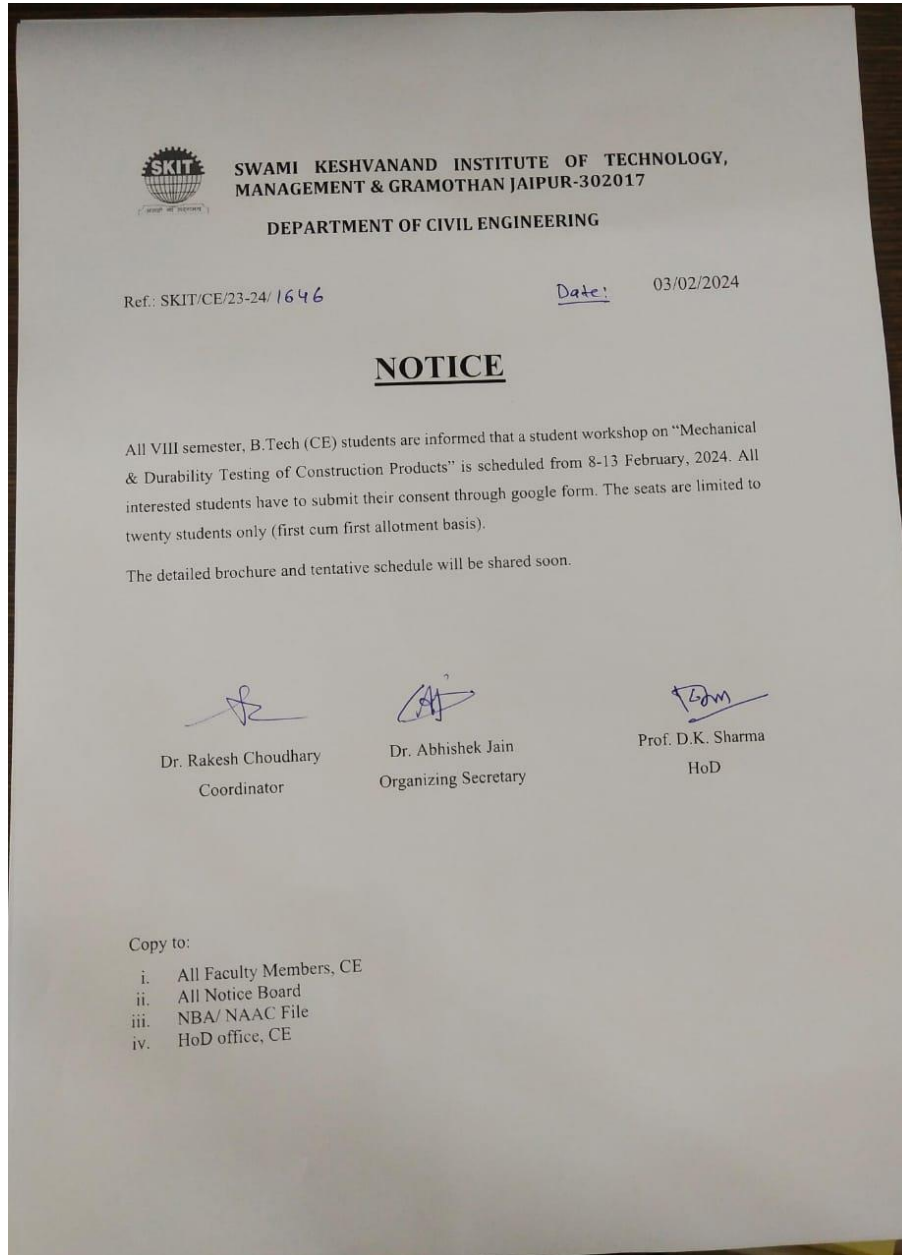 SKIT
SWAMI KESHVANAND INSTITUTE OF TECHNOLOGY,
MANAGEMENT & GRAMOTHAN JAIPUR-302017
DEPARTMENT OF CIVIL ENGINEERING
Ref.: SKIT/CE/23-24/1646
Date: 03/02/2024
NOTICE
All VIII semester, B.Tech (CE) students are informed that a student workshop on “Mechanical
& Durability Testing of Construction Products” is scheduled from 8-13 February, 2024. All
interested students have to submit their consent through google form. The seats are limited to
twenty students only (first cum first allotment basis).
The detailed brochure and tentative schedule will be shared soon.
Dr. Rakesh Choudhary
Coordinator
Dr. Abhishek Jain
Organizing Secretary
Prof. D.K. Sharma
HoD
Copy to:
i. All Faculty Members, CE
ii. All Notice Board
iii. NBA/ NAAC File
iv. HoD office, CE